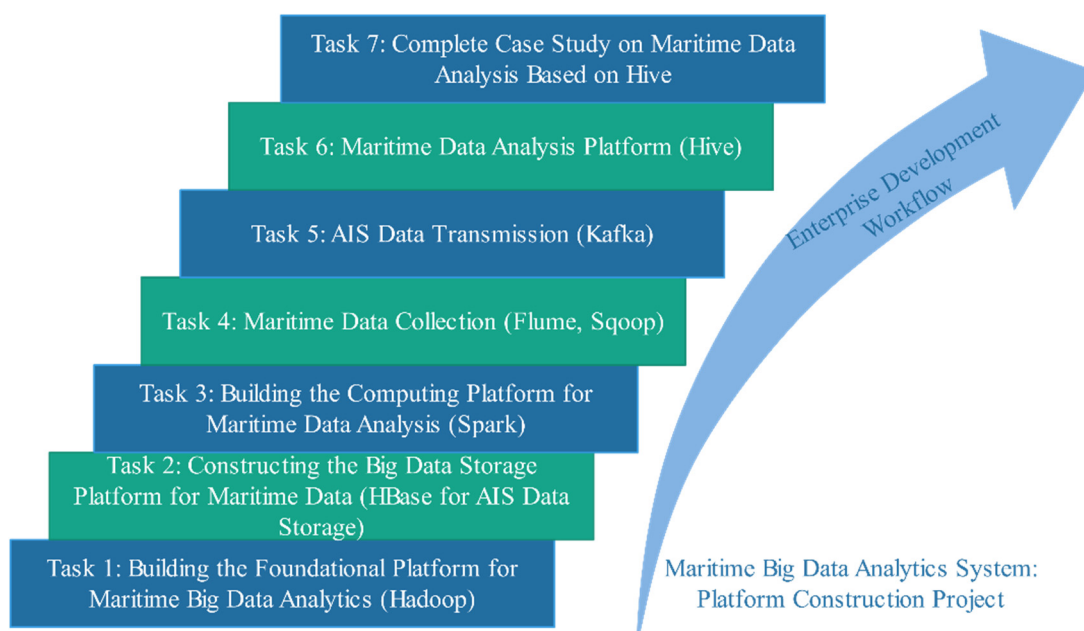 Task 7: Complete Case Study on Maritime Data
Analysis Based on Hive
Task 6: Maritime Data Analysis Platform (Hive)
Task 5: AIS Data Transmission (Kafka)
Task 4: Maritime Data Collection (Flume, Sqoop)
Task 3: Building the Computing Platform for
Maritime Data Analysis (Spark)
Task 2: Constructing the Big Data Storage
Platform for Maritime Data (HBase for AIS Data
Storage)
Task 1: Building the Foundational Platform for
Maritime Big Data Analytics (Hadoop)
Enterprise Development
Workflow
Maritime Big Data Analytics System:
Platform Construction Project